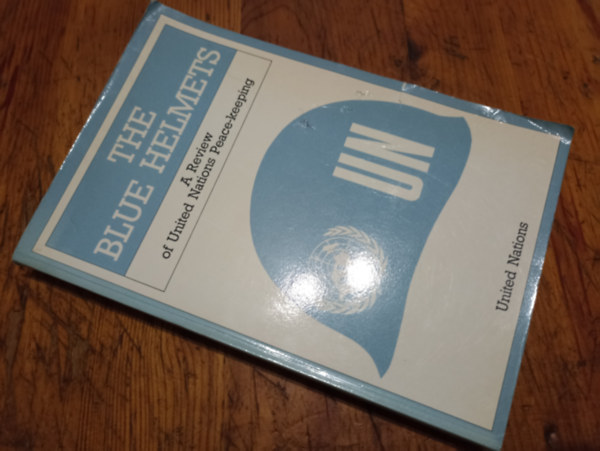 THE
BLUE HELMETS
A Review
of United Nations Peace-keeping
UN
United Nations